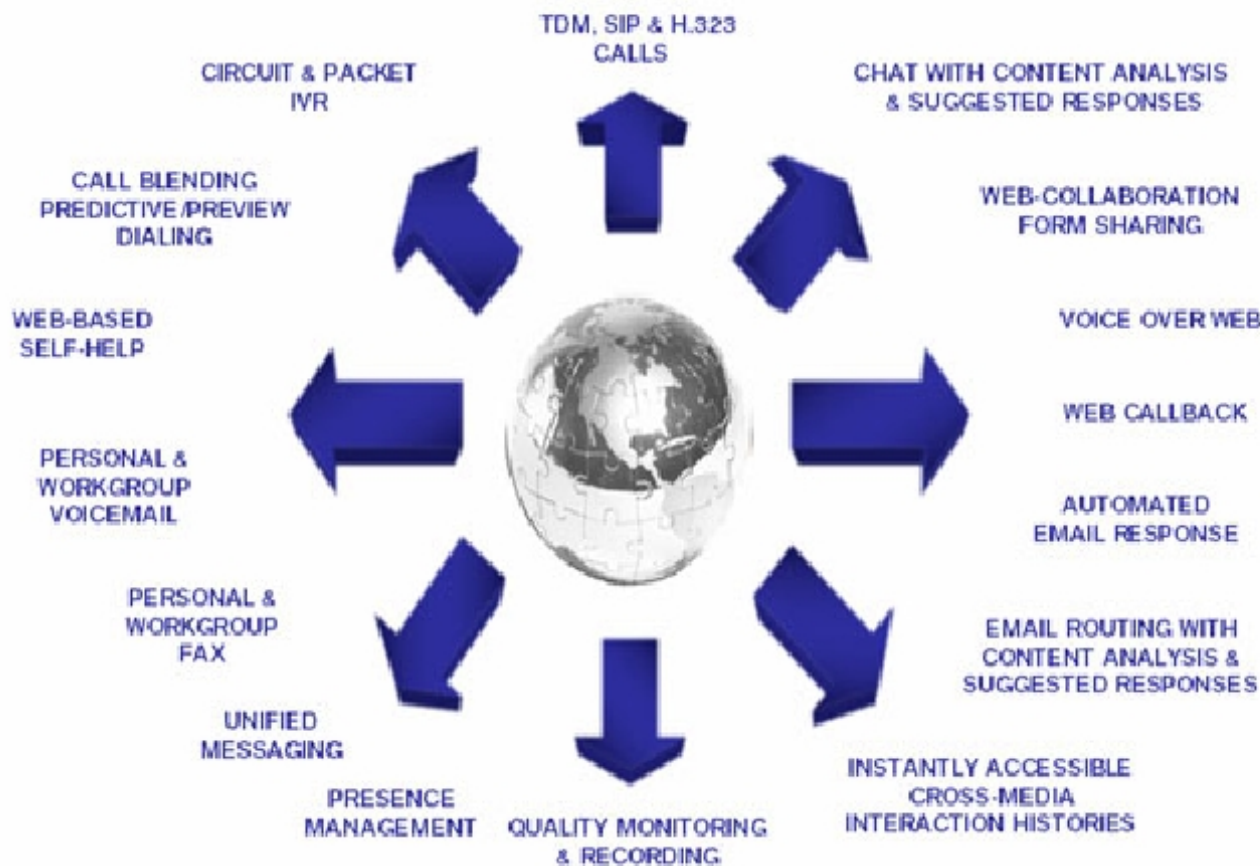 TDM, SIP & H.323
CALLS
CHAT WITH CONTENT ANALYSIS
& SUGGESTED RESPONSES
WEB-COLLABORATION
FORM SHARING
VOICE OVER WEB
WEB CALLBACK
AUTOMATED
EMAIL RESPONSE
EMAIL ROUTING WITH
CONTENT ANALYSIS &
SUGGESTED RESPONSES
INSTANTLY ACCESSIBLE
CROSS-MEDIA
INTERACTION HISTORIES
QUALITY MONITORING
& RECORDING
PRESENCE
MANAGEMENT
UNIFIED
MESSAGING
PERSONAL &
WORKGROUP
FAX
PERSONAL &
WORKGROUP
VOICEMAIL
WEB-BASED
SELF-HELP
CALL BLENDING
PREDICTIVE/PREVIEW
DIALING
CIRCUIT & PACKET
IVR